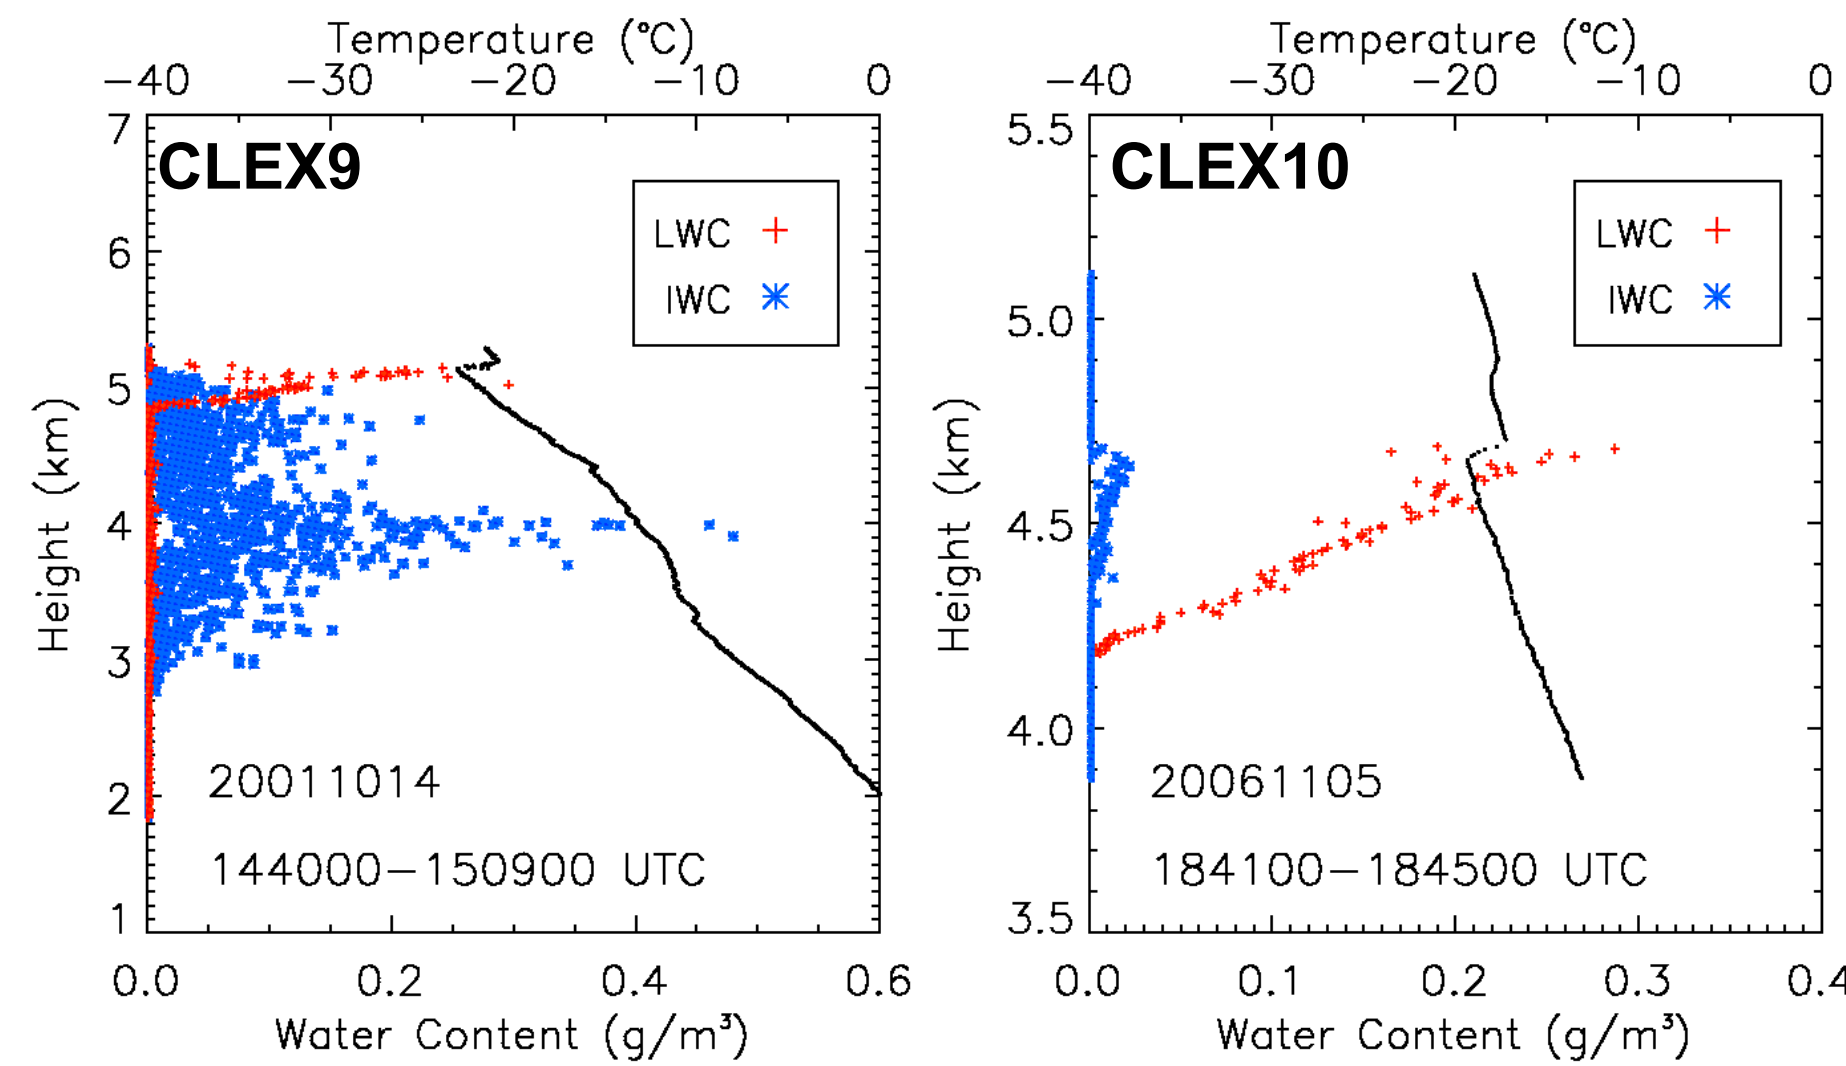 Temperature (°C)
−40 −30 −20 −10 0
CLEX9
LWC
IWC
7
6
5
4
3
2
1
Height (km)
20011014
144000−150900 UTC
0.0 0.2 0.4 0.6
Water Content (g/m³)
Temperature (°C)
−40 −30 −20 −10 0
CLEX10
LWC
IWC
5.5
5.0
4.5
4.0
3.5
Height (km)
20061105
184100−184500 UTC
0.0 0.1 0.2 0.3 0.4
Water Content (g/m³)